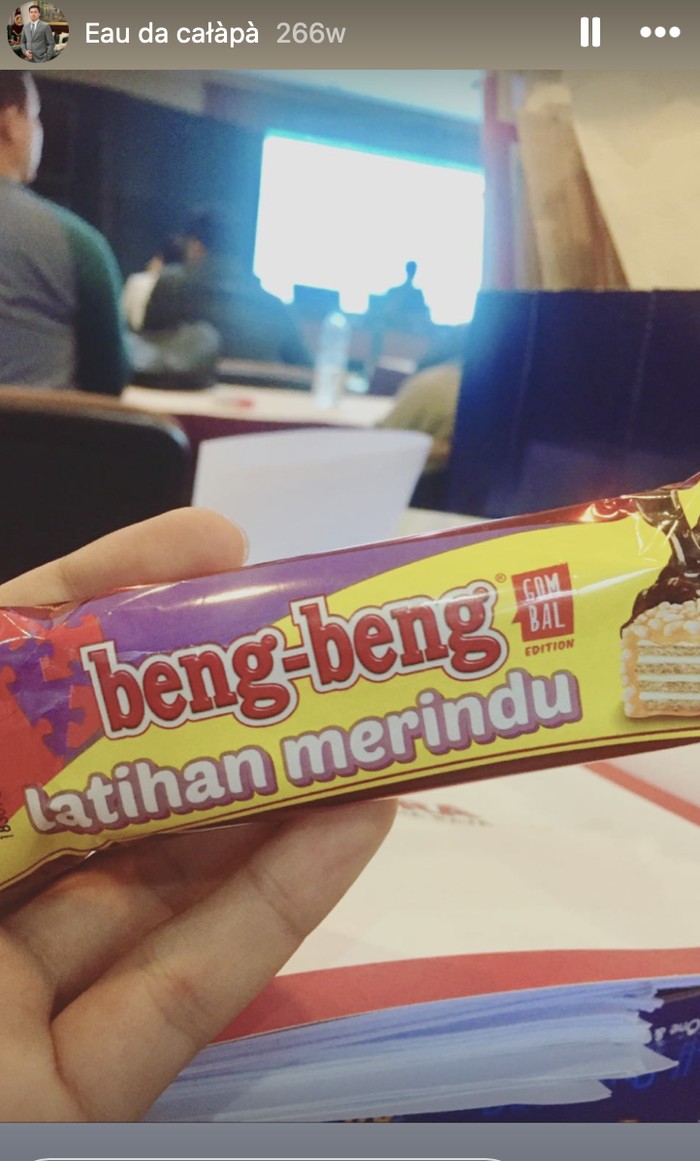 Eau da całàpà 266w
beng-beng®
GOM
BAL
EDITION
latihan merindu